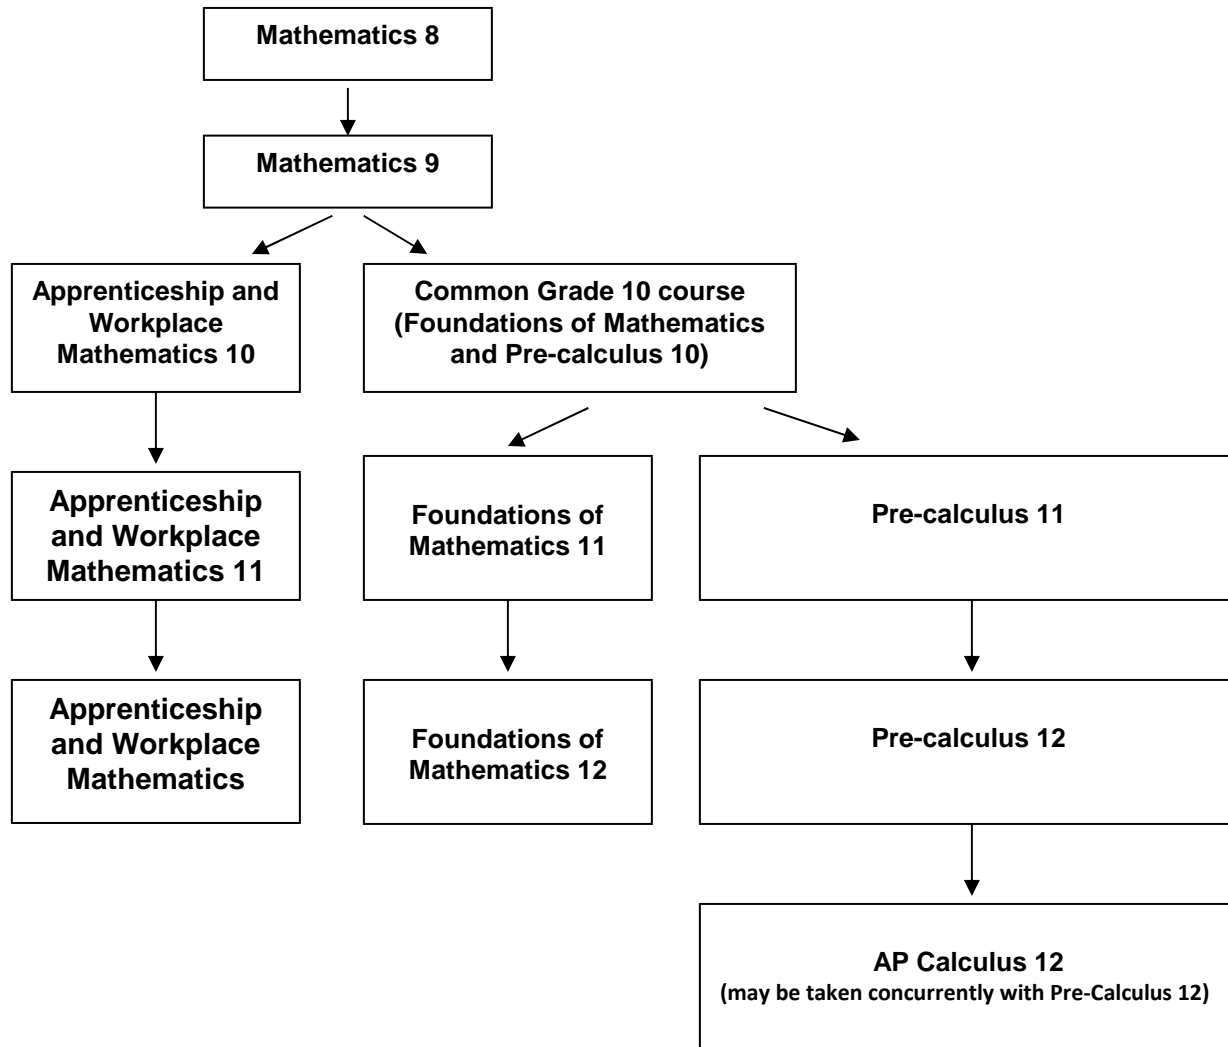 Mathematics 8
Mathematics 9
Apprenticeship and
Workplace
Mathematics 10
Common Grade 10 course
(Foundations of Mathematics
and Pre-calculus 10)
Apprenticeship
and Workplace
Mathematics 11
Foundations of
Mathematics 11
Pre-calculus 11
Apprenticeship
and Workplace
Mathematics
Foundations of
Mathematics 12
Pre-calculus 12
AP Calculus 12
(may be taken concurrently with Pre-Calculus 12)